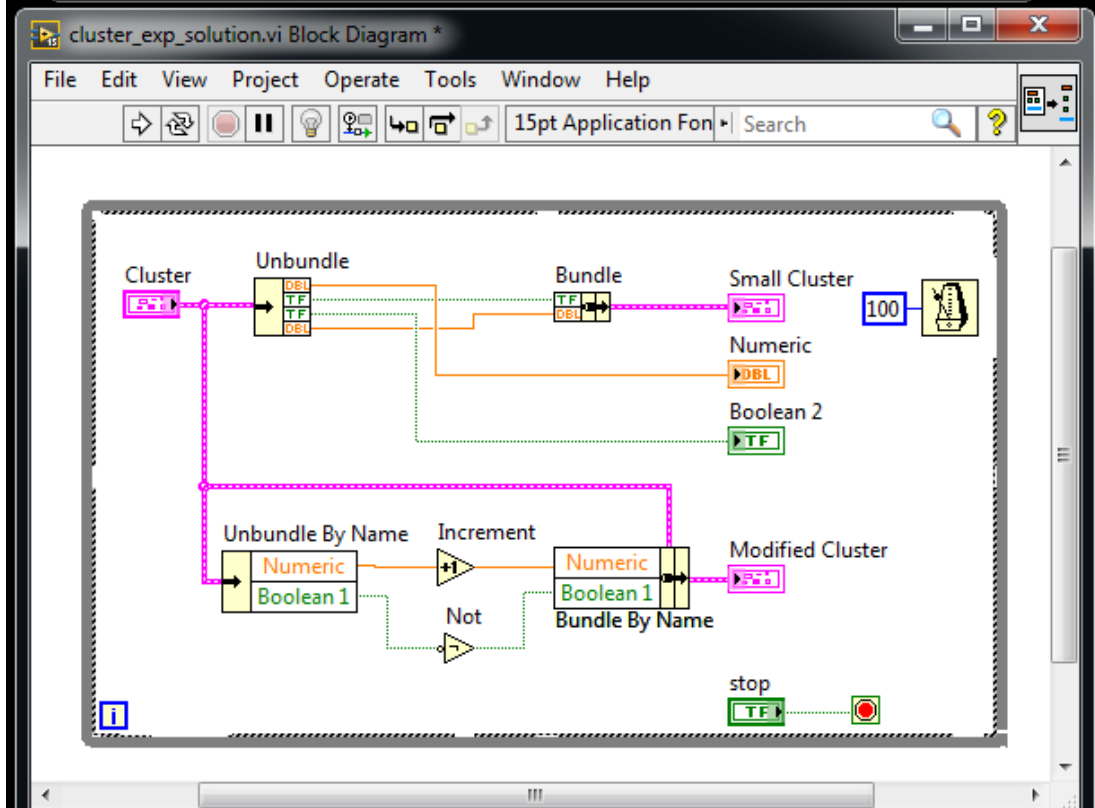 cluster_exp_solution.vi Block Diagram *
File Edit View Project Operate Tools Window Help
15pt Application Fon Search
Cluster
Unbundle
DBL
TF
TF
DBL
Bundle
TF
DBL
Small Cluster
100
Numeric
DBL
Boolean 2
TF
Unbundle By Name
Numeric
Boolean 1
Increment
+1
Not
Numeric
Boolean 1
Bundle By Name
Modified Cluster
stop
TF
i